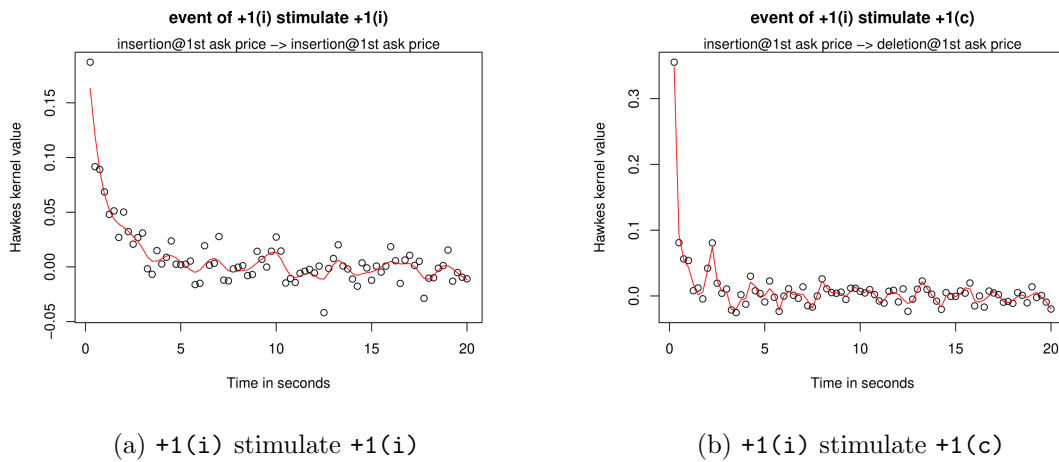 event of +1(i) stimulate +1(i)
insertion@1st ask price −> insertion@1st ask price
Hawkes kernel value
0.15
0.10
0.05
0.00
−0.05
0 5 10 15 20
Time in seconds
(a) +1(i) stimulate +1(i)
event of +1(i) stimulate +1(c)
insertion@1st ask price −> deletion@1st ask price
Hawkes kernel value
0.3
0.2
0.1
0.0
0 5 10 15 20
Time in seconds
(b) +1(i) stimulate +1(c)